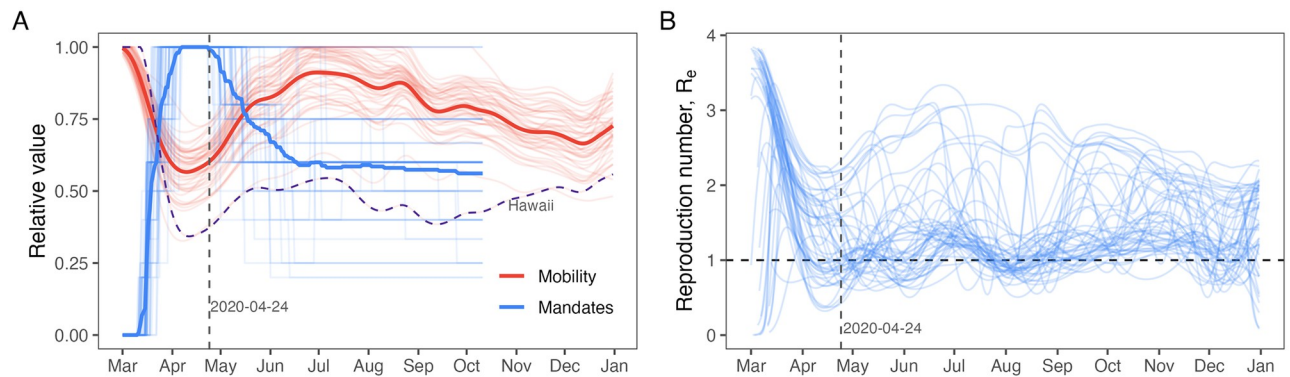 A
Relative value
1.00
0.75
0.50
0.25
0.00
Hawaii
Mobility
Mandates
2020-04-24
Mar Apr May Jun Jul Aug Sep Oct Nov Dec Jan
B
Reproduction number, Re
4
3
2
1
0
2020-04-24
Mar Apr May Jun Jul Aug Sep Oct Nov Dec Jan